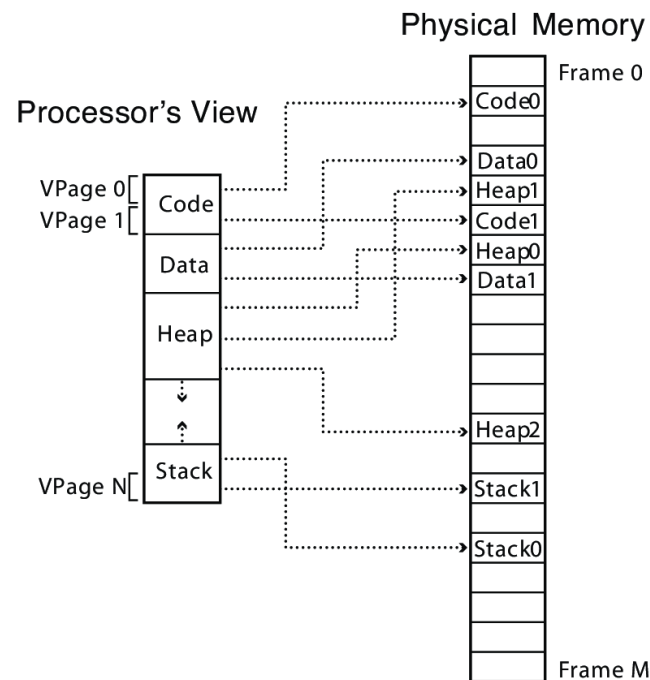 Physical Memory
Frame 0
Processor's View
Code0
VPage 0
VPage 1
Code
Data
Heap
Stack
VPage N
Data0
Heap1
Code1
Heap0
Data1
Heap2
Stack1
Stack0
Frame M